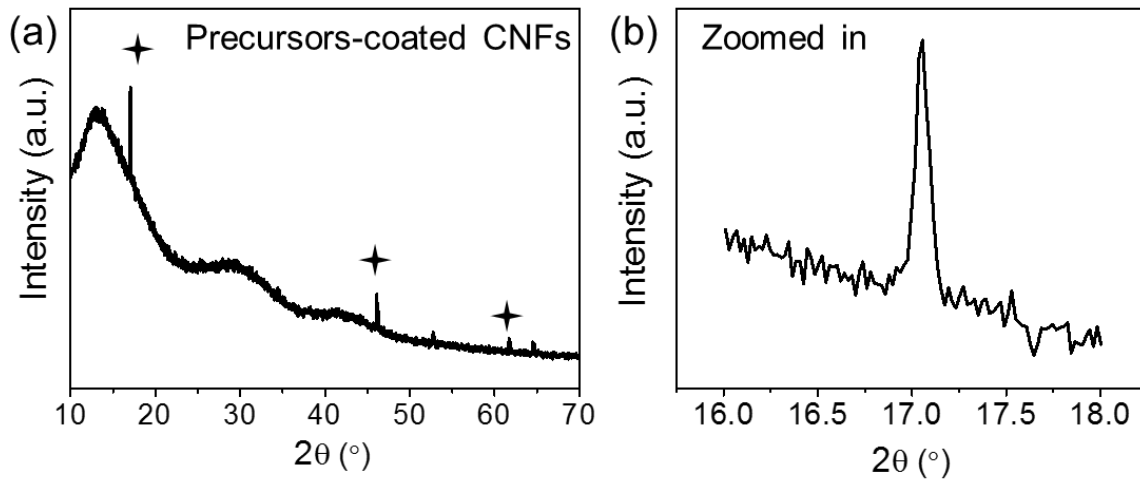 (a) Precursors-coated CNFs
Intensity (a.u.)
10 20 30 40 50 60 70
2θ (°)
(b) Zoomed in
Intensity (a.u.)
16.0 16.5 17.0 17.5 18.0
2θ (°)